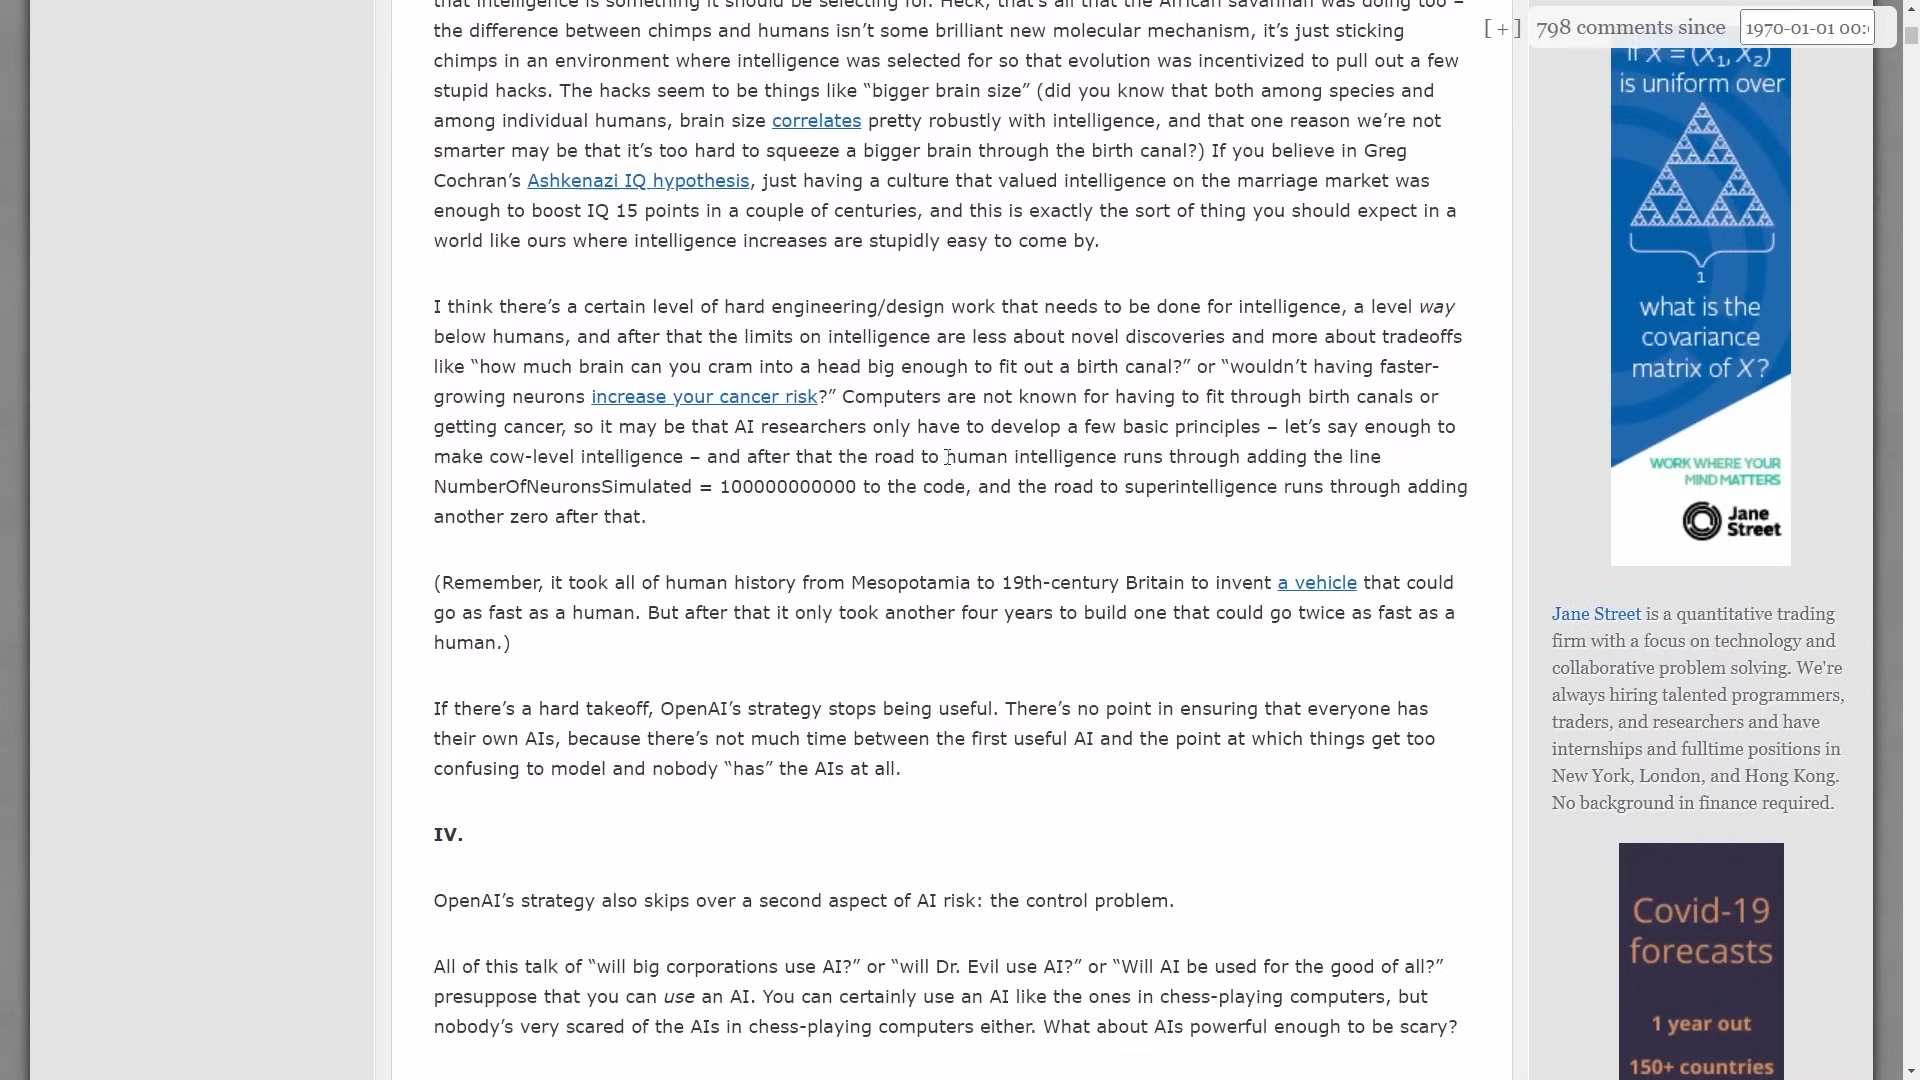 that intelligence is something it should be selecting for. Heck, that’s all that the African savannah was doing too –
the difference between chimps and humans isn’t some brilliant new molecular mechanism, it’s just sticking
chimps in an environment where intelligence was selected for so that evolution was incentivized to pull out a few
stupid hacks. The hacks seem to be things like “bigger brain size” (did you know that both among species and
among individual humans, brain size correlates pretty robustly with intelligence, and that one reason we’re not
smarter may be that it’s too hard to squeeze a bigger brain through the birth canal?) If you believe in Greg
Cochran’s Ashkenazi IQ hypothesis, just having a culture that valued intelligence on the marriage market was
enough to boost IQ 15 points in a couple of centuries, and this is exactly the sort of thing you should expect in a
world like ours where intelligence increases are stupidly easy to come by.
I think there’s a certain level of hard engineering/design work that needs to be done for intelligence, a level way
below humans, and after that the limits on intelligence are less about novel discoveries and more about tradeoffs
like “how much brain can you cram into a head big enough to fit out a birth canal?” or “wouldn’t having faster-
growing neurons increase your cancer risk?” Computers are not known for having to fit through birth canals or
getting cancer, so it may be that AI researchers only have to develop a few basic principles – let’s say enough to
make cow-level intelligence – and after that the road to human intelligence runs through adding the line
NumberOfNeuronsSimulated = 100000000000 to the code, and the road to superintelligence runs through adding
another zero after that.
(Remember, it took all of human history from Mesopotamia to 19th-century Britain to invent a vehicle that could
go as fast as a human. But after that it only took another four years to build one that could go twice as fast as a
human.)
If there’s a hard takeoff, OpenAI’s strategy stops being useful. There’s no point in ensuring that everyone has
their own AIs, because there’s not much time between the first useful AI and the point at which things get too
confusing to model and nobody “has” the AIs at all.
IV.
OpenAI’s strategy also skips over a second aspect of AI risk: the control problem.
All of this talk of “will big corporations use AI?” or “will Dr. Evil use AI?” or “Will AI be used for the good of all?”
presuppose that you can use an AI. You can certainly use an AI like the ones in chess-playing computers, but
nobody’s very scared of the AIs in chess-playing computers either. What about AIs powerful enough to be scary?
[+] 798 comments since 1970-01-01 00:
If X = (X₁, X₂)
is uniform over
1
what is the
covariance
matrix of X?
WORK WHERE YOUR
MIND MATTERS
Jane
Street
Jane Street is a quantitative trading
firm with a focus on technology and
collaborative problem solving. We're
always hiring talented programmers,
traders, and researchers and have
internships and fulltime positions in
New York, London, and Hong Kong.
No background in finance required.
Covid-19
forecasts
1 year out
150+ countries